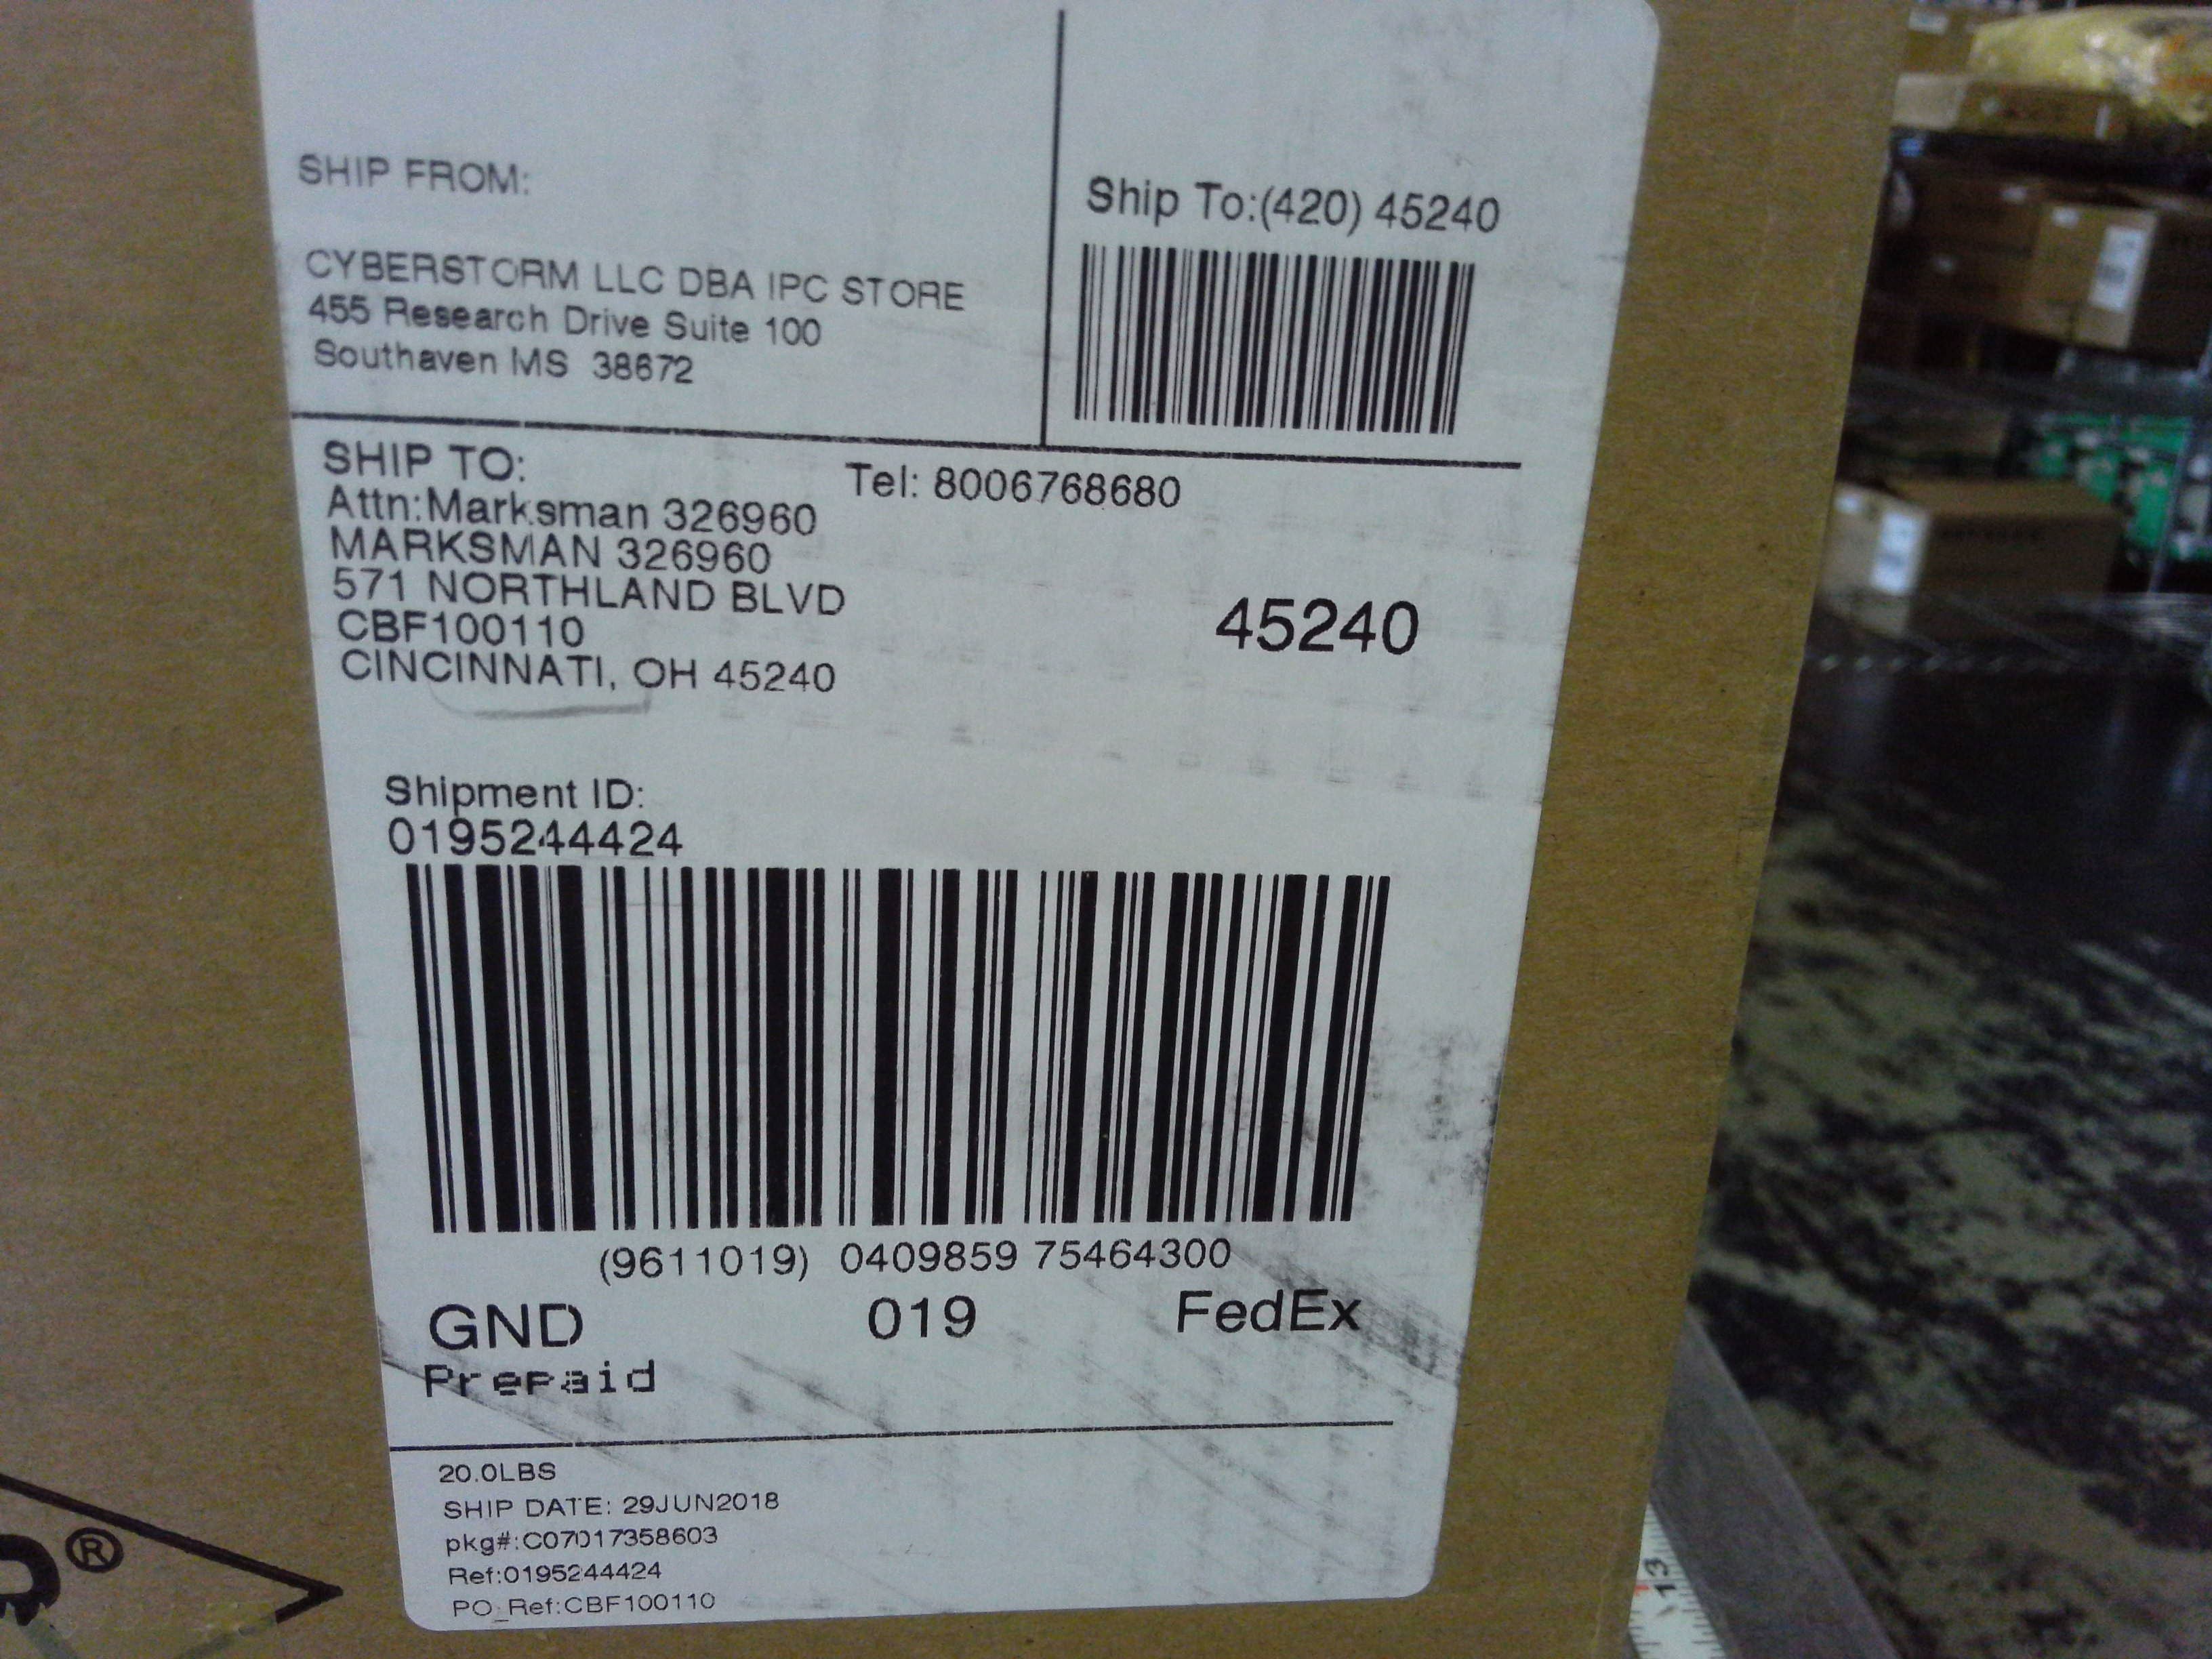 SHIP FROM:
CYBERSTORM LLC DBA IPC STORE
455 Research Drive Suite 100
Southaven MS 38672
Ship To:(420) 45240
SHIP TO:
Tel: 8006768680
Attn:Marksman 326960
MARKSMAN 326960
571 NORTHLAND BLVD
CBF100110
CINCINNATI, OH 45240
45240
Shipment ID:
0195244424
(9611019) 0409859 75464300
GND 019 FedEx
Prepaid
20.0LBS
SHIP DATE: 29JUN2018
pkg#:C07017358603
Ref:0195244424
PO_Ref:CBF100110
®
13